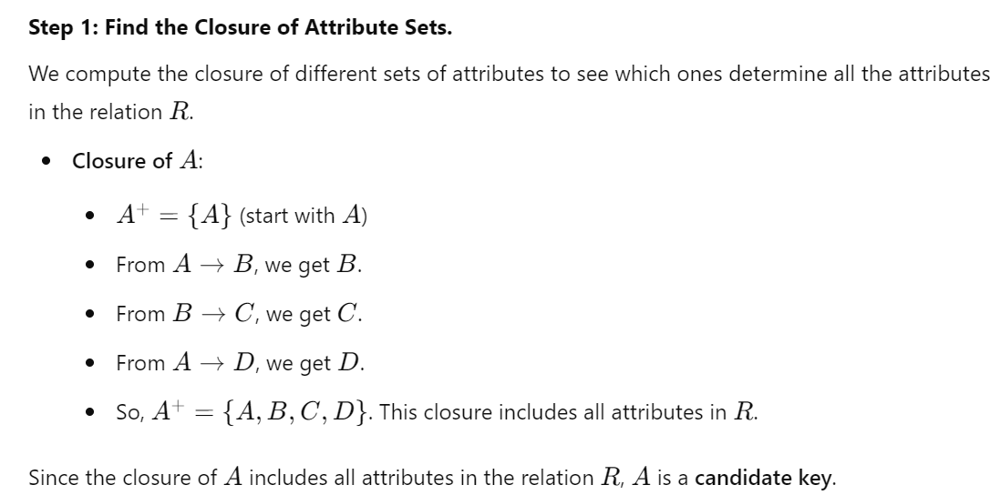 Step 1: Find the Closure of Attribute Sets.
We compute the closure of different sets of attributes to see which ones determine all the attributes
in the relation R.
• Closure of A:
• A⁺ = {A} (start with A)
• From A → B, we get B.
• From B → C, we get C.
• From A → D, we get D.
• So, A⁺ = {A, B, C, D}. This closure includes all attributes in R.
Since the closure of A includes all attributes in the relation R, A is a candidate key.